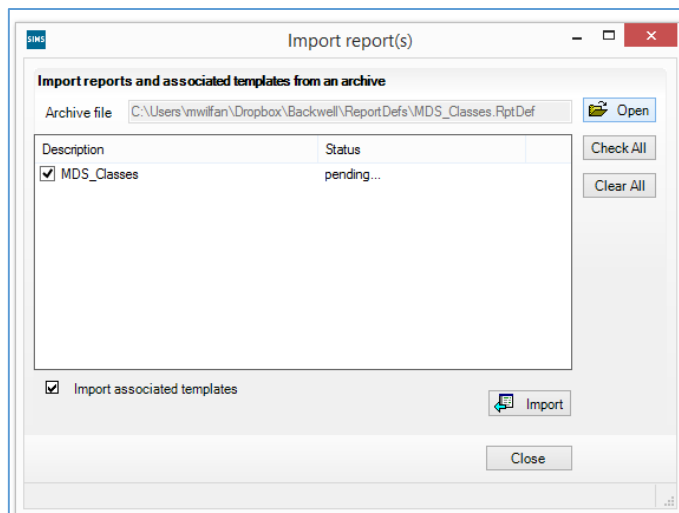 SIMS Import report(s)
Import reports and associated templates from an archive
Archive file C:\Users\mwilfan\Dropbox\Backwell\ReportDefs\MDS_Classes.RptDef Open
Description Status Check All
MDS_Classes pending...
Clear All
Import associated templates
Import
Close